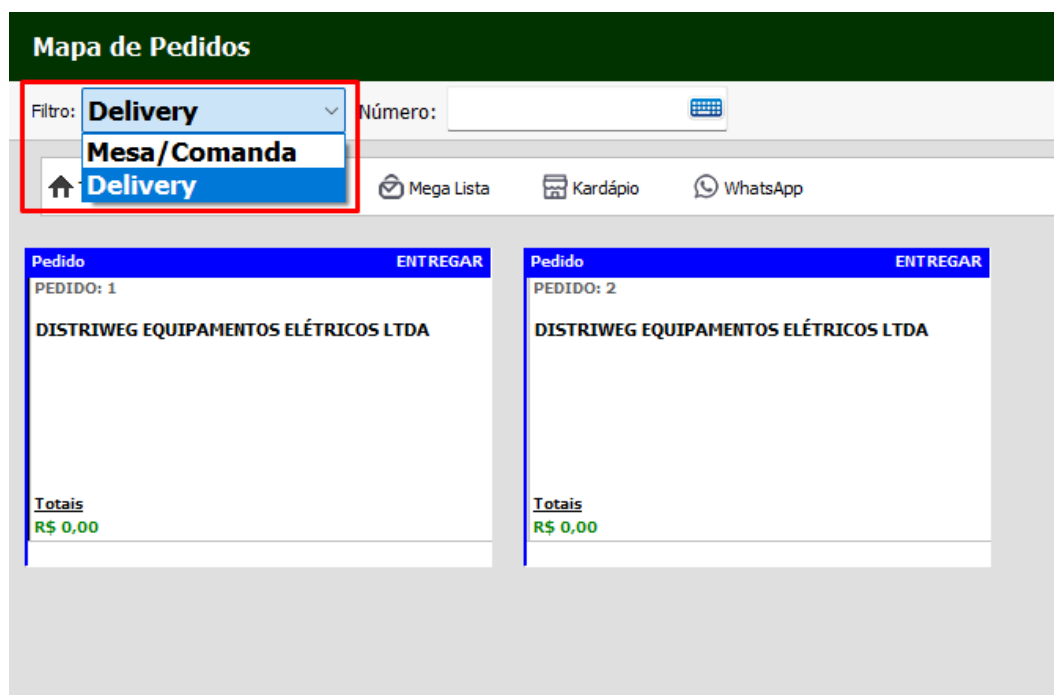 Mapa de Pedidos
Filtro: Delivery Número:
Mesa/Comanda
Delivery
Mega Lista Kardápio WhatsApp
Pedido ENTREGAR Pedido ENTREGAR
PEDIDO: 1 PEDIDO: 2
DISTRIWEG EQUIPAMENTOS ELÉTRICOS LTDA DISTRIWEG EQUIPAMENTOS ELÉTRICOS LTDA
Totais Totais
R$ 0,00 R$ 0,00